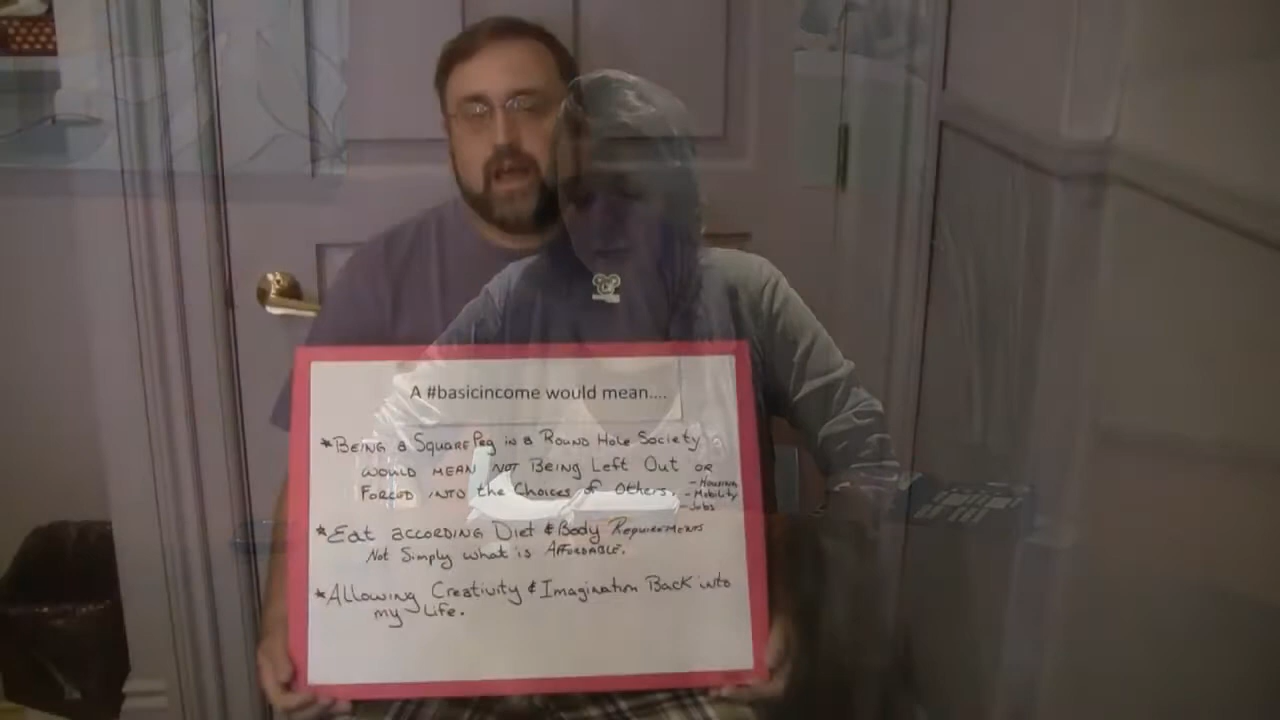 A #basicincome would mean....
*Being a Square Peg in a Round Hole Society
would mean not Being Left Out or
Forced into the Choices of Others. - Housing
- Mobility
- Jobs
*Eat according Diet & Body Requirements
Not Simply what is Affordable.
*Allowing Creativity & Imagination Back into
my Life.